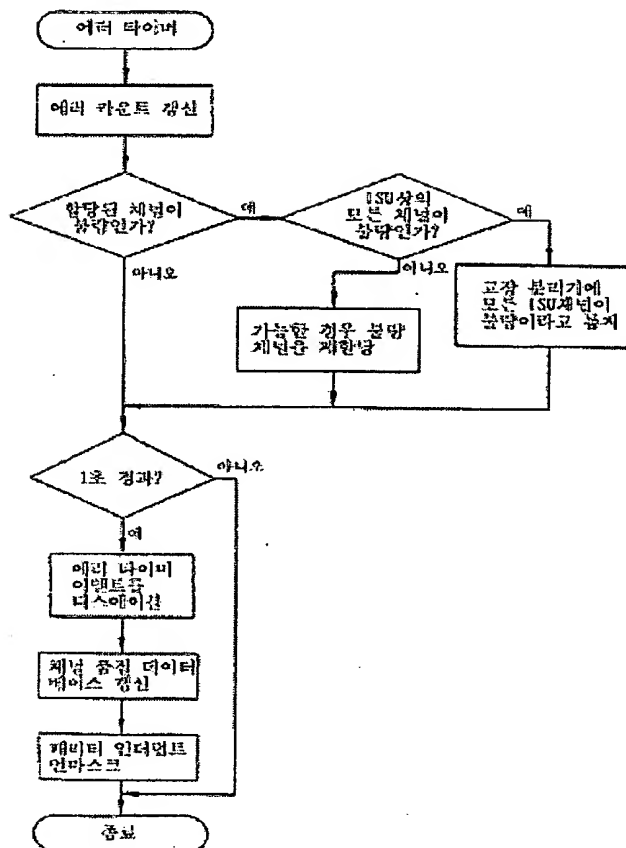 에러 타이머
에러 카운트 갱신
할당된 채널이
불량인가?
예
ISU상의
모든 채널이
불량인가?
예
아니오
아니오
고장 분리기에
모든 ISU채널이
불량이라고 통지
가능한 경우 불량
채널을 재할당
1초 경과?
아니오
예
에러 타이머
이벤트를
디스에이블
채널 품질 데이터
베이스 갱신
패리티 인터럽트
언마스크
종료